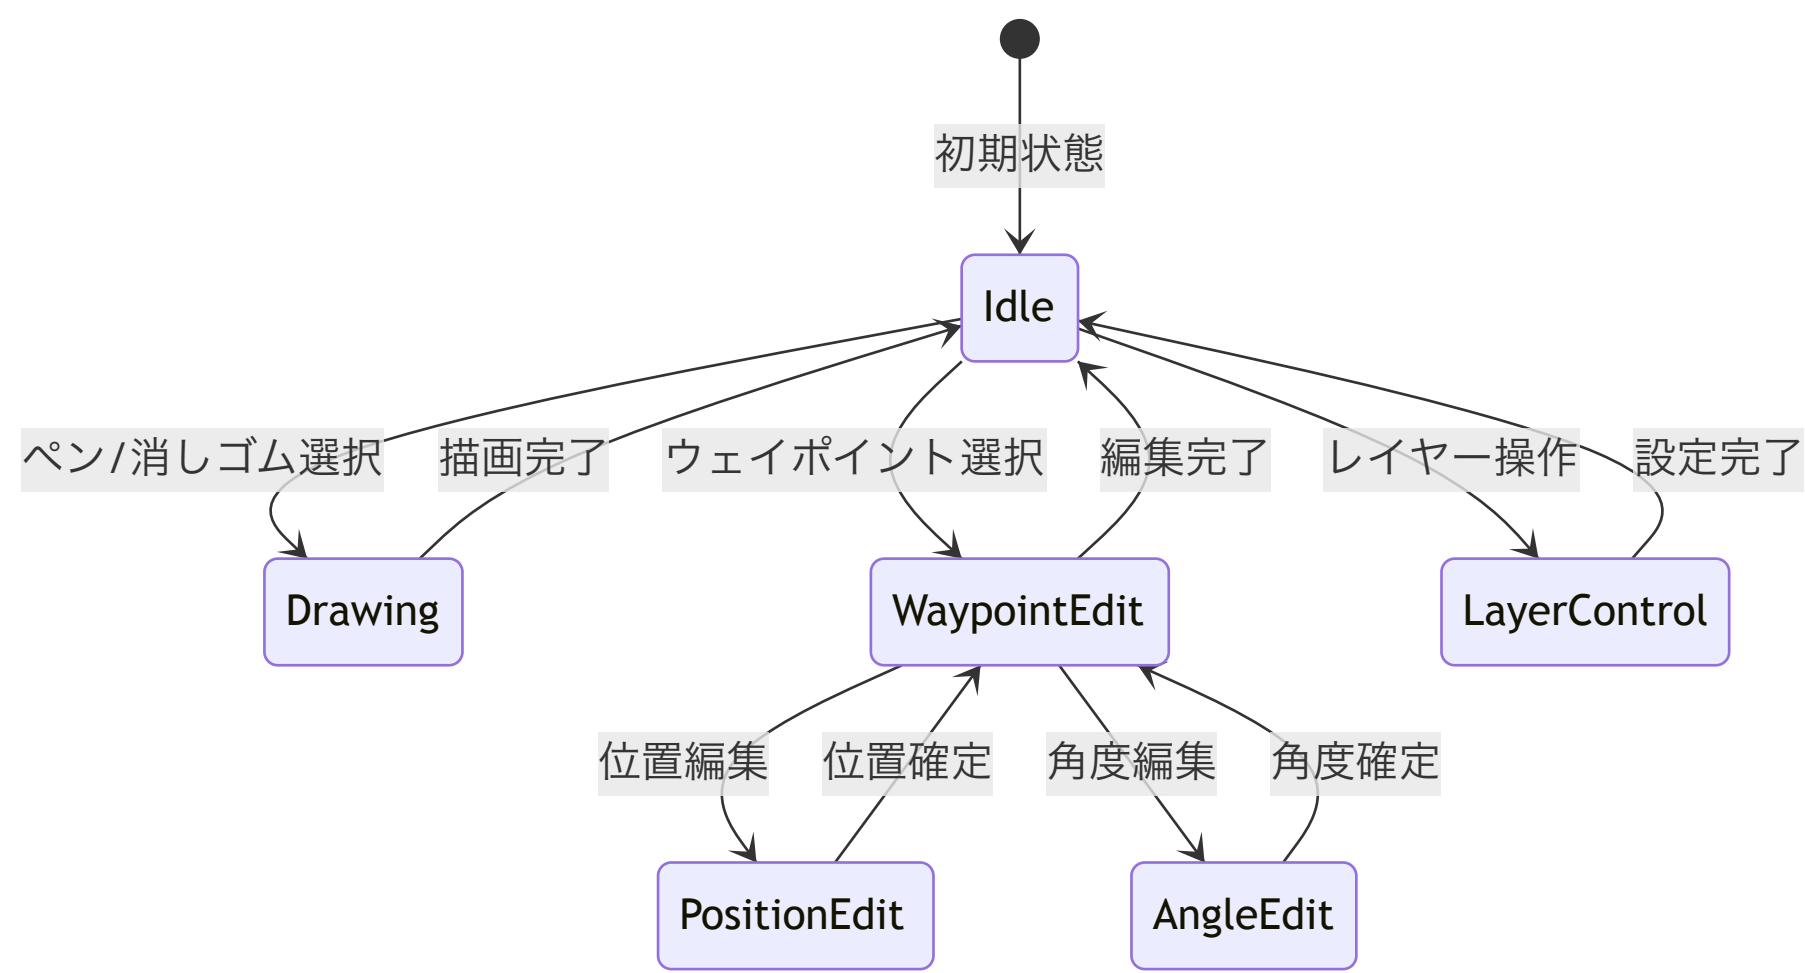 初期状態
Idle
ペン/消しゴム選択
描画完了
ウェイポイント選択
編集完了
レイヤー操作
設定完了
Drawing
WaypointEdit
LayerControl
位置編集
位置確定
角度編集
角度確定
PositionEdit
AngleEdit